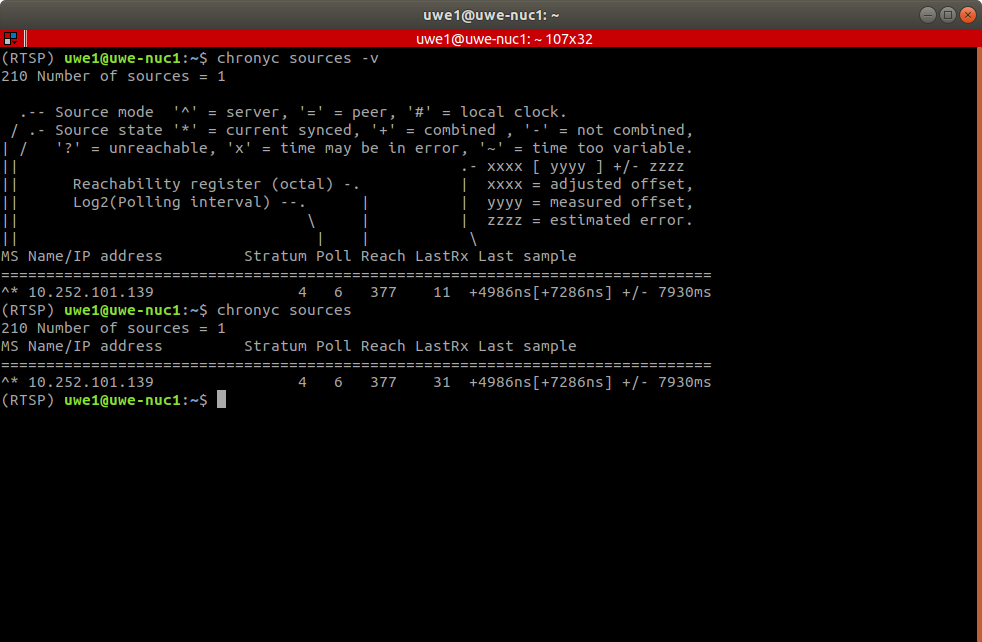 uwe1@uwe-nuc1: ~
uwe1@uwe-nuc1: ~ 107x32
(RTSP) uwe1@uwe-nuc1:~$ chronyc sources -v
210 Number of sources = 1

  .-- Source mode  '^' = server, '=' = peer, '#' = local clock.
 / .- Source state '*' = current synced, '+' = combined , '-' = not combined,
| /   '?' = unreachable, 'x' = time may be in error, '~' = time too variable.
||                                                 .- xxxx [ yyyy ] +/- zzzz
||      Reachability register (octal) -.           |  xxxx = adjusted offset,
||      Log2(Polling interval) --.      |          |  yyyy = measured offset,
||                                \     |          |  zzzz = estimated error.
||                                 |    |           \
MS Name/IP address         Stratum Poll Reach LastRx Last sample
===============================================================================
^* 10.252.101.139                4   6   377    11  +4986ns[+7286ns] +/- 7930ms
(RTSP) uwe1@uwe-nuc1:~$ chronyc sources
210 Number of sources = 1
MS Name/IP address         Stratum Poll Reach LastRx Last sample
===============================================================================
^* 10.252.101.139                4   6   377    31  +4986ns[+7286ns] +/- 7930ms
(RTSP) uwe1@uwe-nuc1:~$